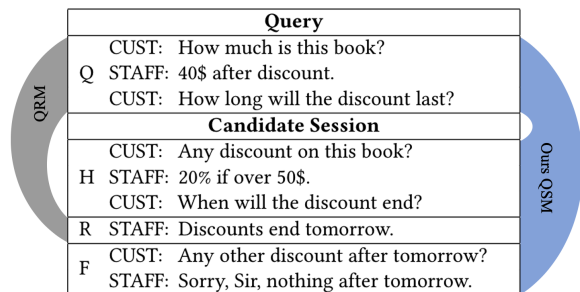 Query
CUST: How much is this book?
Q STAFF: 40$ after discount.
CUST: How long will the discount last?
Candidate Session
CUST: Any discount on this book?
H STAFF: 20% if over 50$.
CUST: When will the discount end?
R STAFF: Discounts end tomorrow.
CUST: Any other discount after tomorrow?
F
STAFF: Sorry, Sir, nothing after tomorrow.
QRM
Ours QSM